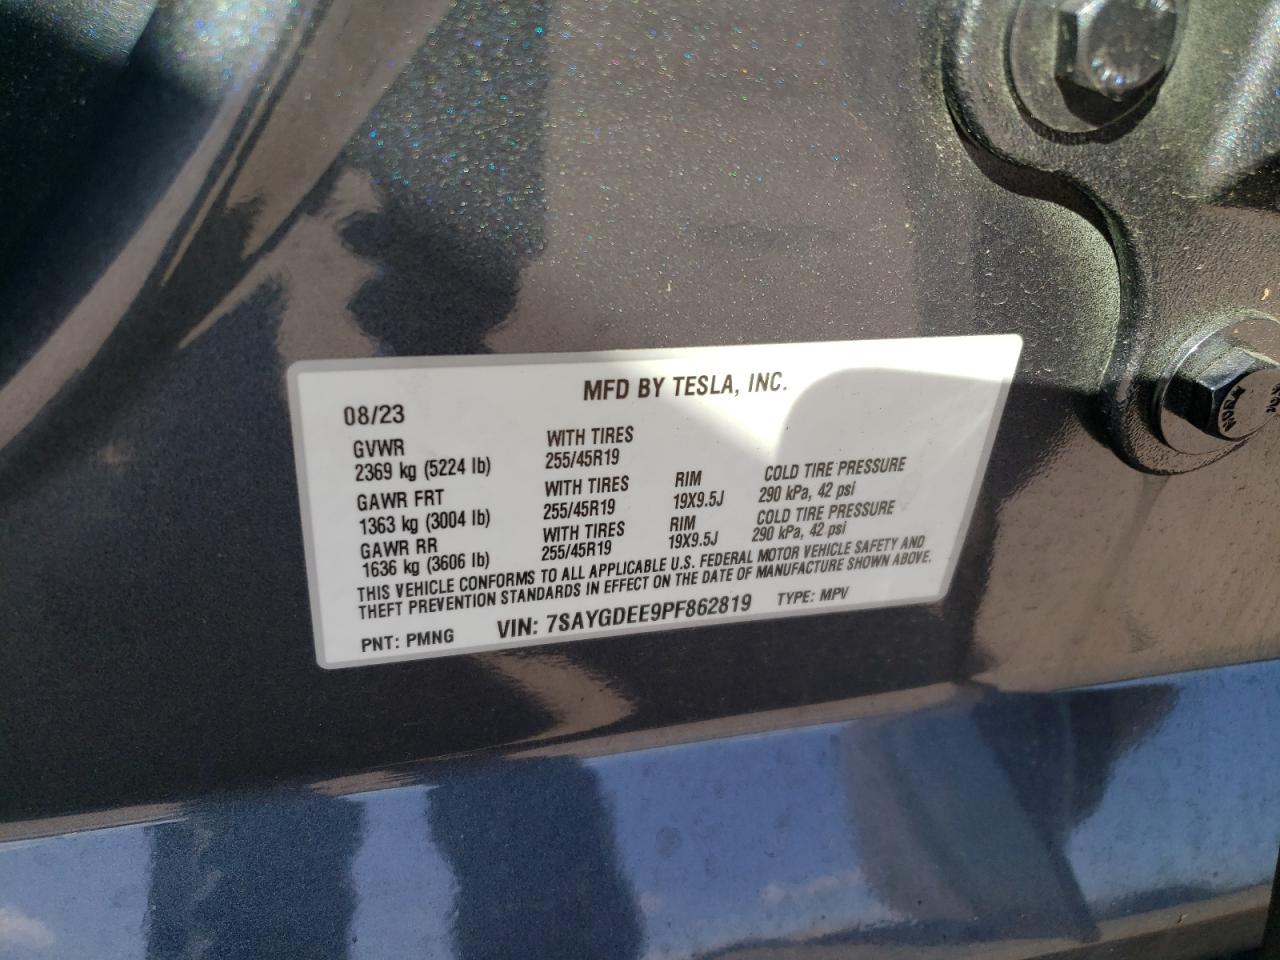 MFD BY TESLA, INC.
08/23
GVWR WITH TIRES
2369 kg (5224 lb) 255/45R19
GAWR FRT WITH TIRES RIM COLD TIRE PRESSURE
1363 kg (3004 lb) 255/45R19 19X9.5J 290 kPa, 42 psi
GAWR RR WITH TIRES RIM COLD TIRE PRESSURE
1636 kg (3606 lb) 255/45R19 19X9.5J 290 kPa, 42 psi
THIS VEHICLE CONFORMS TO ALL APPLICABLE U.S. FEDERAL MOTOR VEHICLE SAFETY AND
THEFT PREVENTION STANDARDS IN EFFECT ON THE DATE OF MANUFACTURE SHOWN ABOVE.
PNT: PMNG VIN: 7SAYGDEE9PF862819 TYPE: MPV